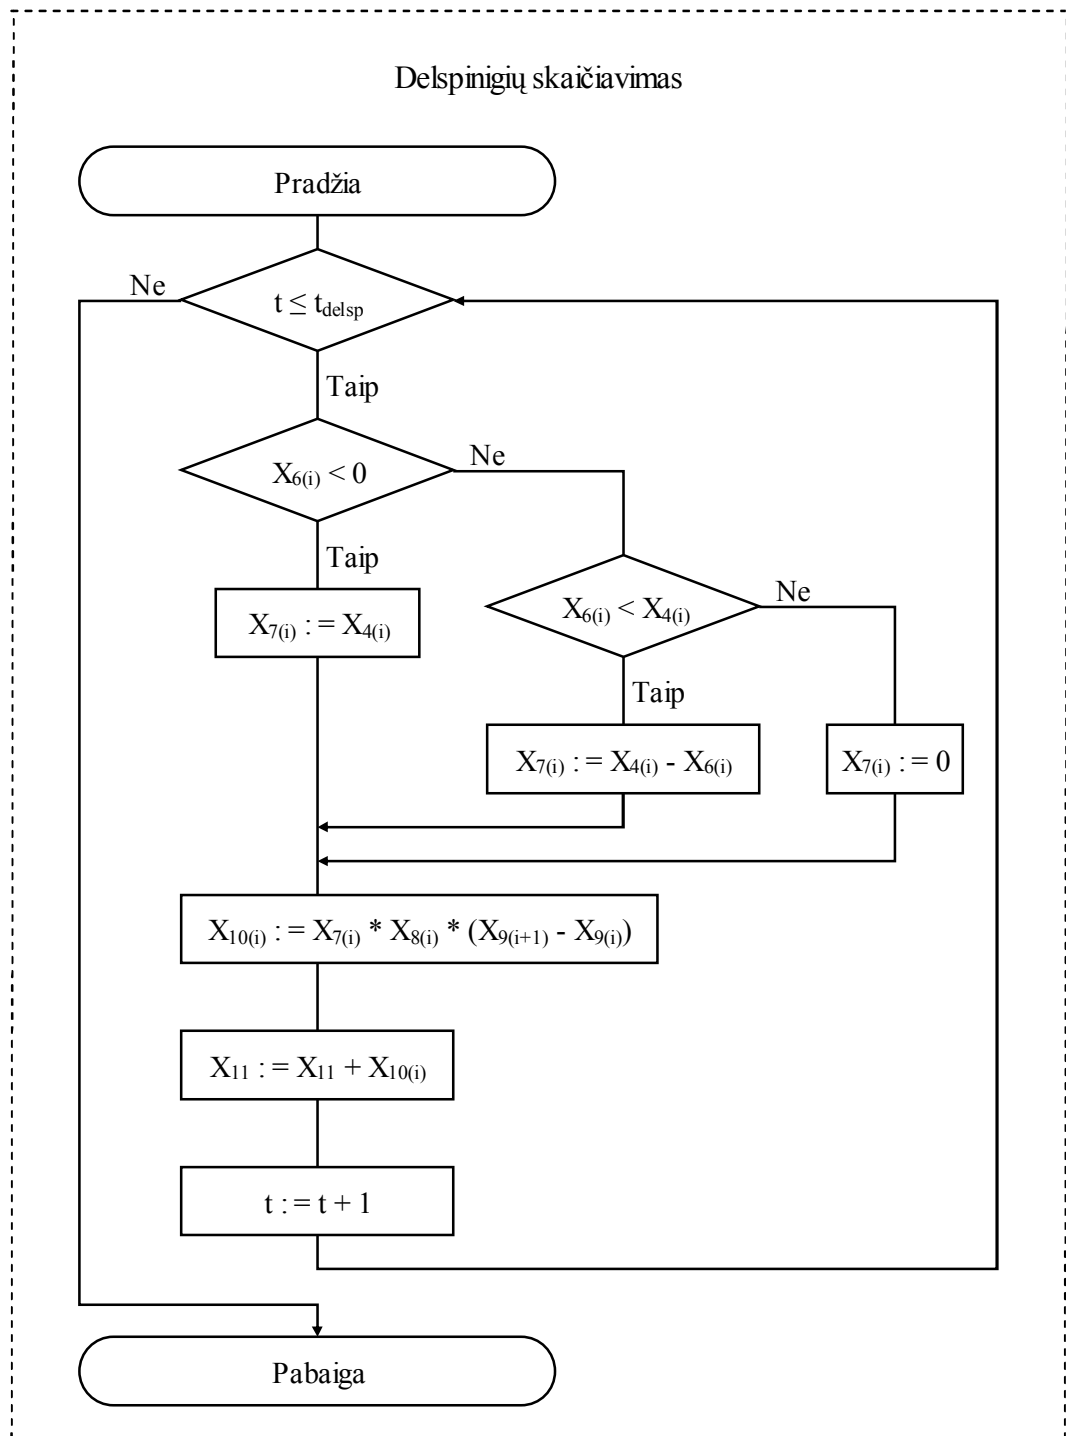 Delspinigių skaičiavimas
Pradžia
Ne
t ≤ tdelsp
Taip
X6(i) < 0
Ne
Taip
X7(i) : = X4(i)
X6(i) < X4(i)
Ne
Taip
X7(i) : = X4(i) - X6(i)
X7(i) : = 0
X10(i) : = X7(i) * X8(i) * (X9(i+1) - X9(i))
X11 : = X11 + X10(i)
t : = t + 1
Pabaiga